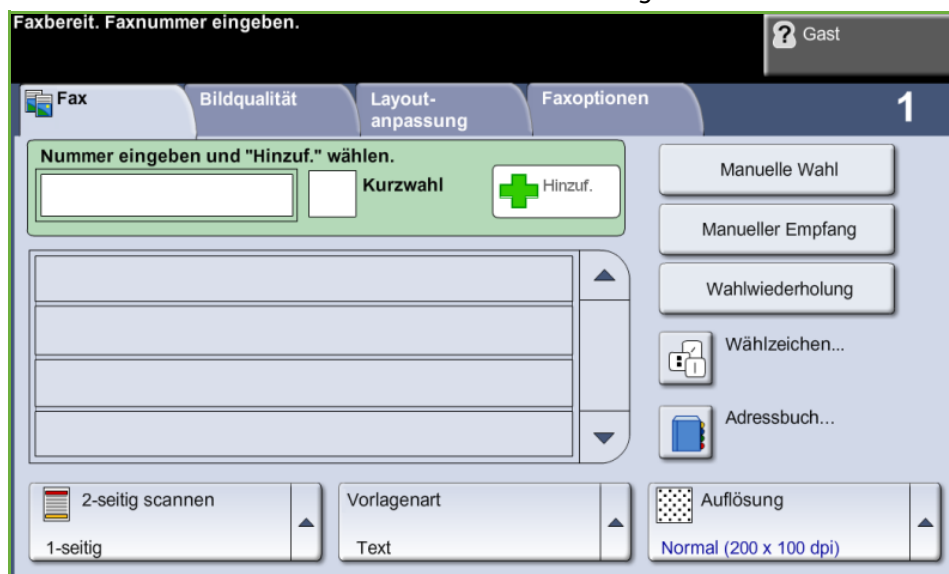 Faxbereit. Faxnummer eingeben.
Gast
Fax
Bildqualität
Layout-
anpassung
Faxoptionen
1
Nummer eingeben und "Hinzuf." wählen.
Kurzwahl
Hinzuf.
Manuelle Wahl
Manueller Empfang
Wahlwiederholung
Wählzeichen...
Adressbuch...
2-seitig scannen
1-seitig
Vorlagenart
Text
Auflösung
Normal (200 x 100 dpi)